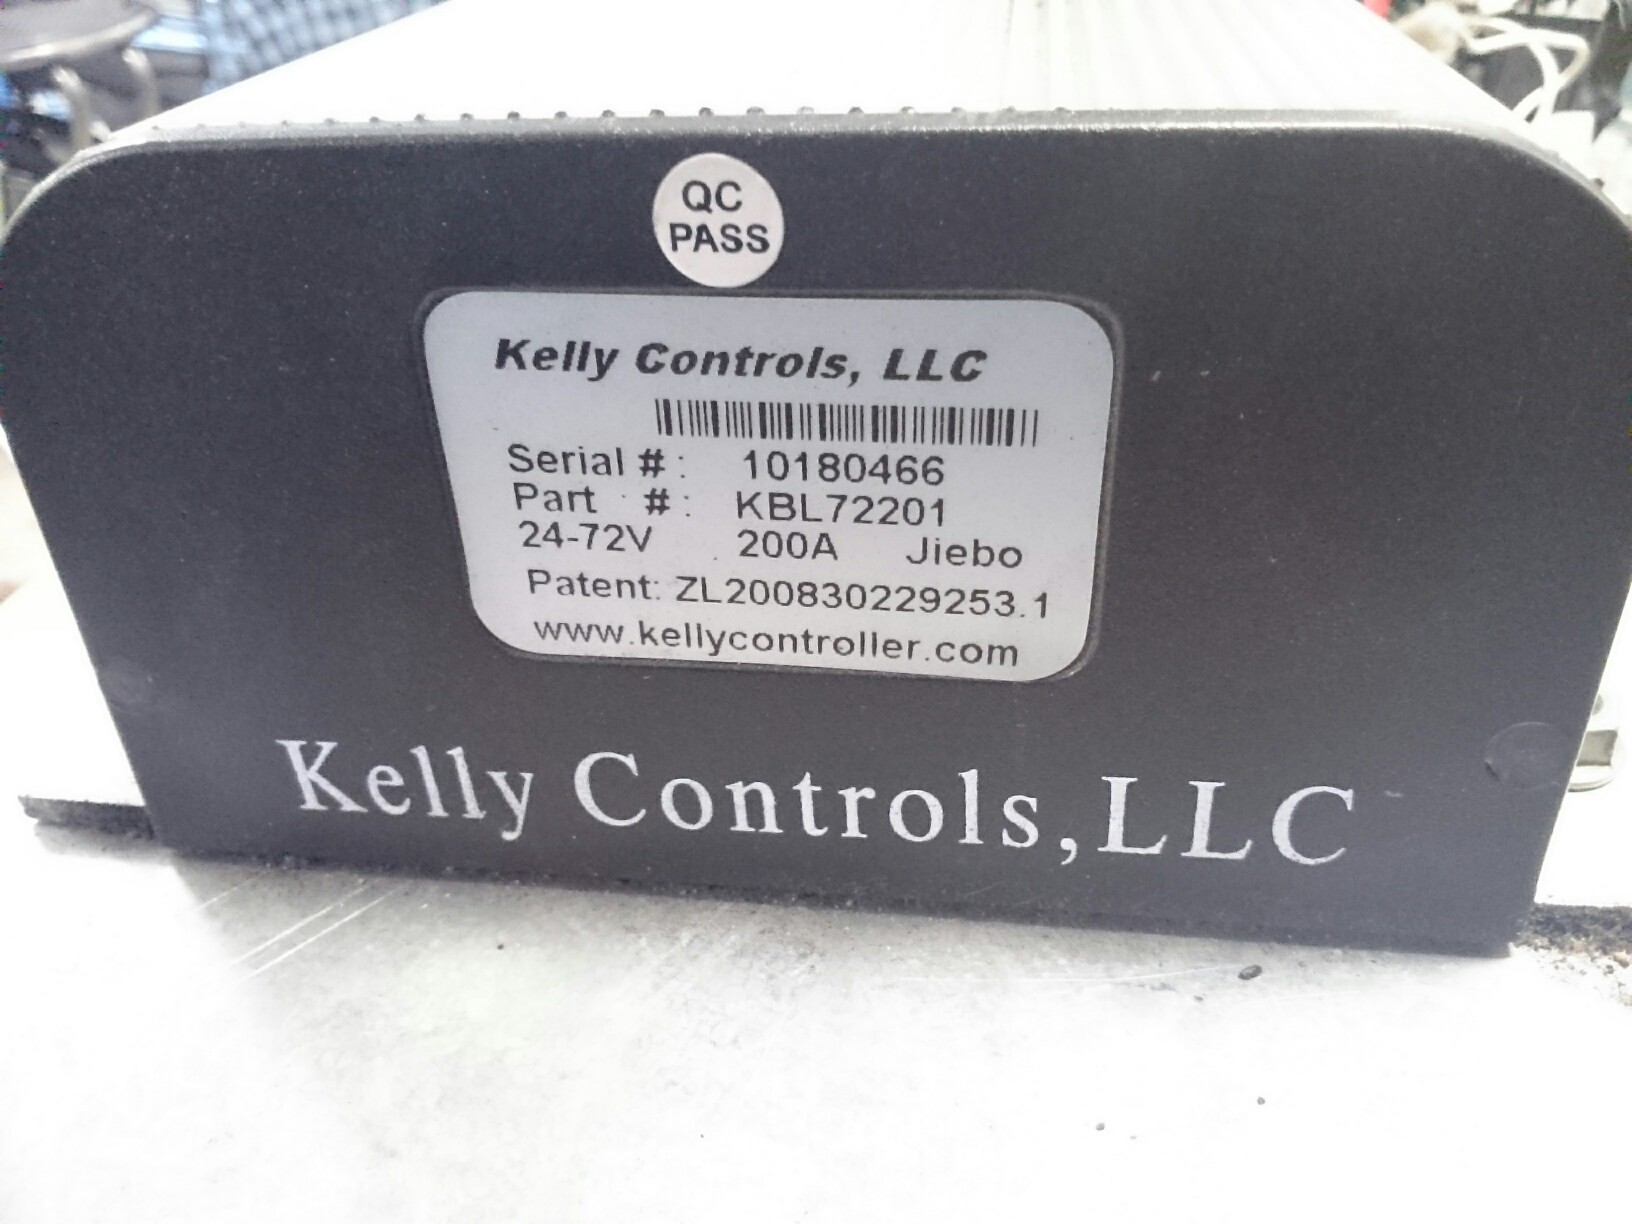 QC
PASS
Kelly Controls, LLC
Serial #: 10180466
Part #: KBL72201
24-72V 200A Jiebo
Patent: ZL200830229253.1
www.kellycontroller.com
Kelly Controls,LLC